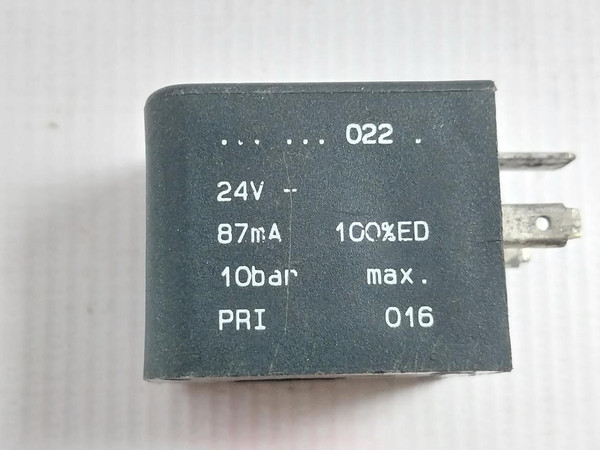 ... ... 022 .
24V ⎓
87mA 100%ED
10bar max.
PRI 016